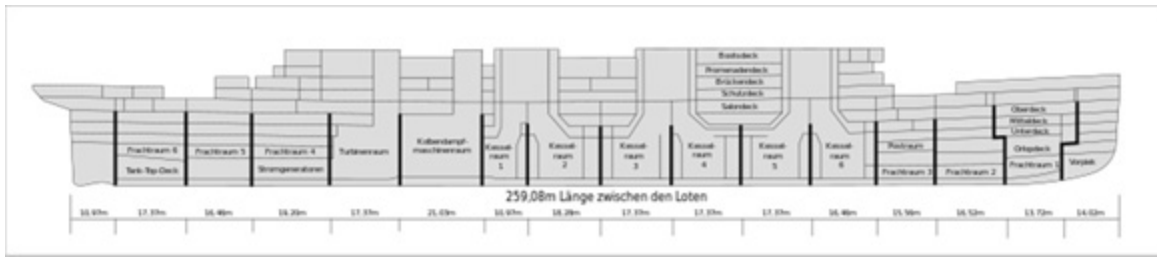 Bootsdeck
Promenadendeck
Brückendeck
Schutzdeck
Salondeck
Oberdeck
Mitteldeck
Unterdeck
Orlopdeck
Frachtraum 1
Vorpiek
Frachtraum 6
Tank-Top-Deck
Frachtraum 5
Frachtraum 4
Stromgeneratoren
Turbinenraum
Kolbendampf-
maschinenraum
Kessel-
raum
1
Kessel-
raum
2
Kessel-
raum
3
Kessel-
raum
4
Kessel-
raum
5
Kessel-
raum
6
Postraum
Frachtraum 3
Frachtraum 2
259,08m Länge zwischen den Loten
10,97m 17,37m 16,46m 19,20m 17,37m 21,03m 10,97m 18,28m 17,37m 17,37m 17,37m 16,46m 15,56m 16,52m 13,72m 14,02m